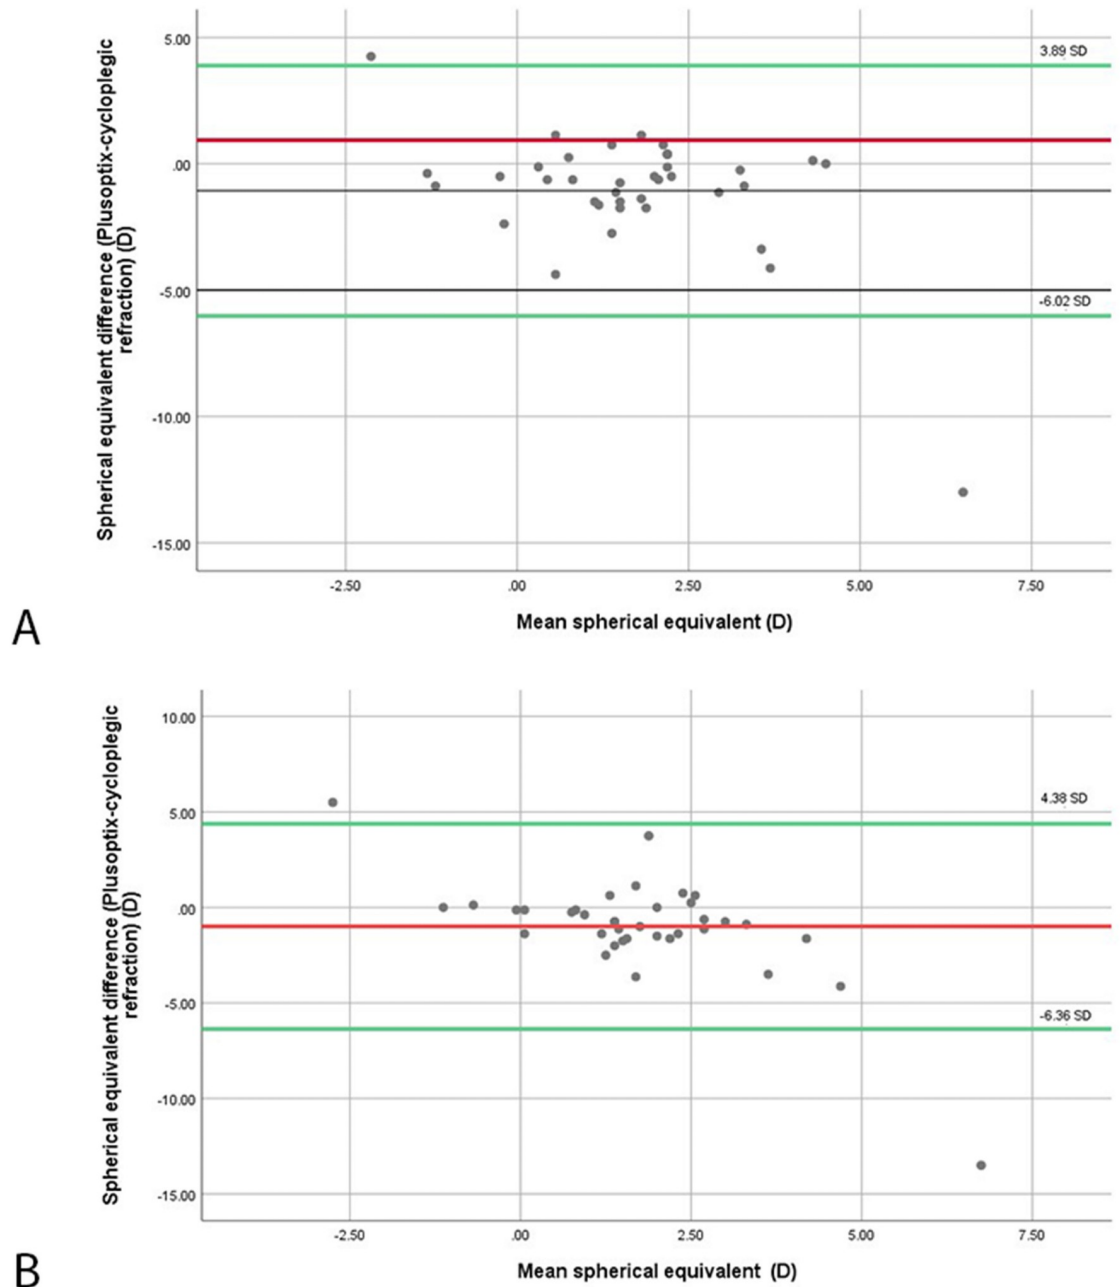 5.00
3.89 SD
.00
-5.00
-6.02 SD
-10.00
-15.00
Spherical equivalent difference (Plusoptix-cycloplegic
refraction) (D)
-2.50 .00 2.50 5.00 7.50
Mean spherical equivalent (D)
A
10.00
5.00
4.38 SD
.00
-5.00
-6.36 SD
-10.00
-15.00
Spherical equivalent difference (Plusoptix-cycloplegic
refraction) (D)
-2.50 .00 2.50 5.00 7.50
Mean spherical equivalent (D)
B